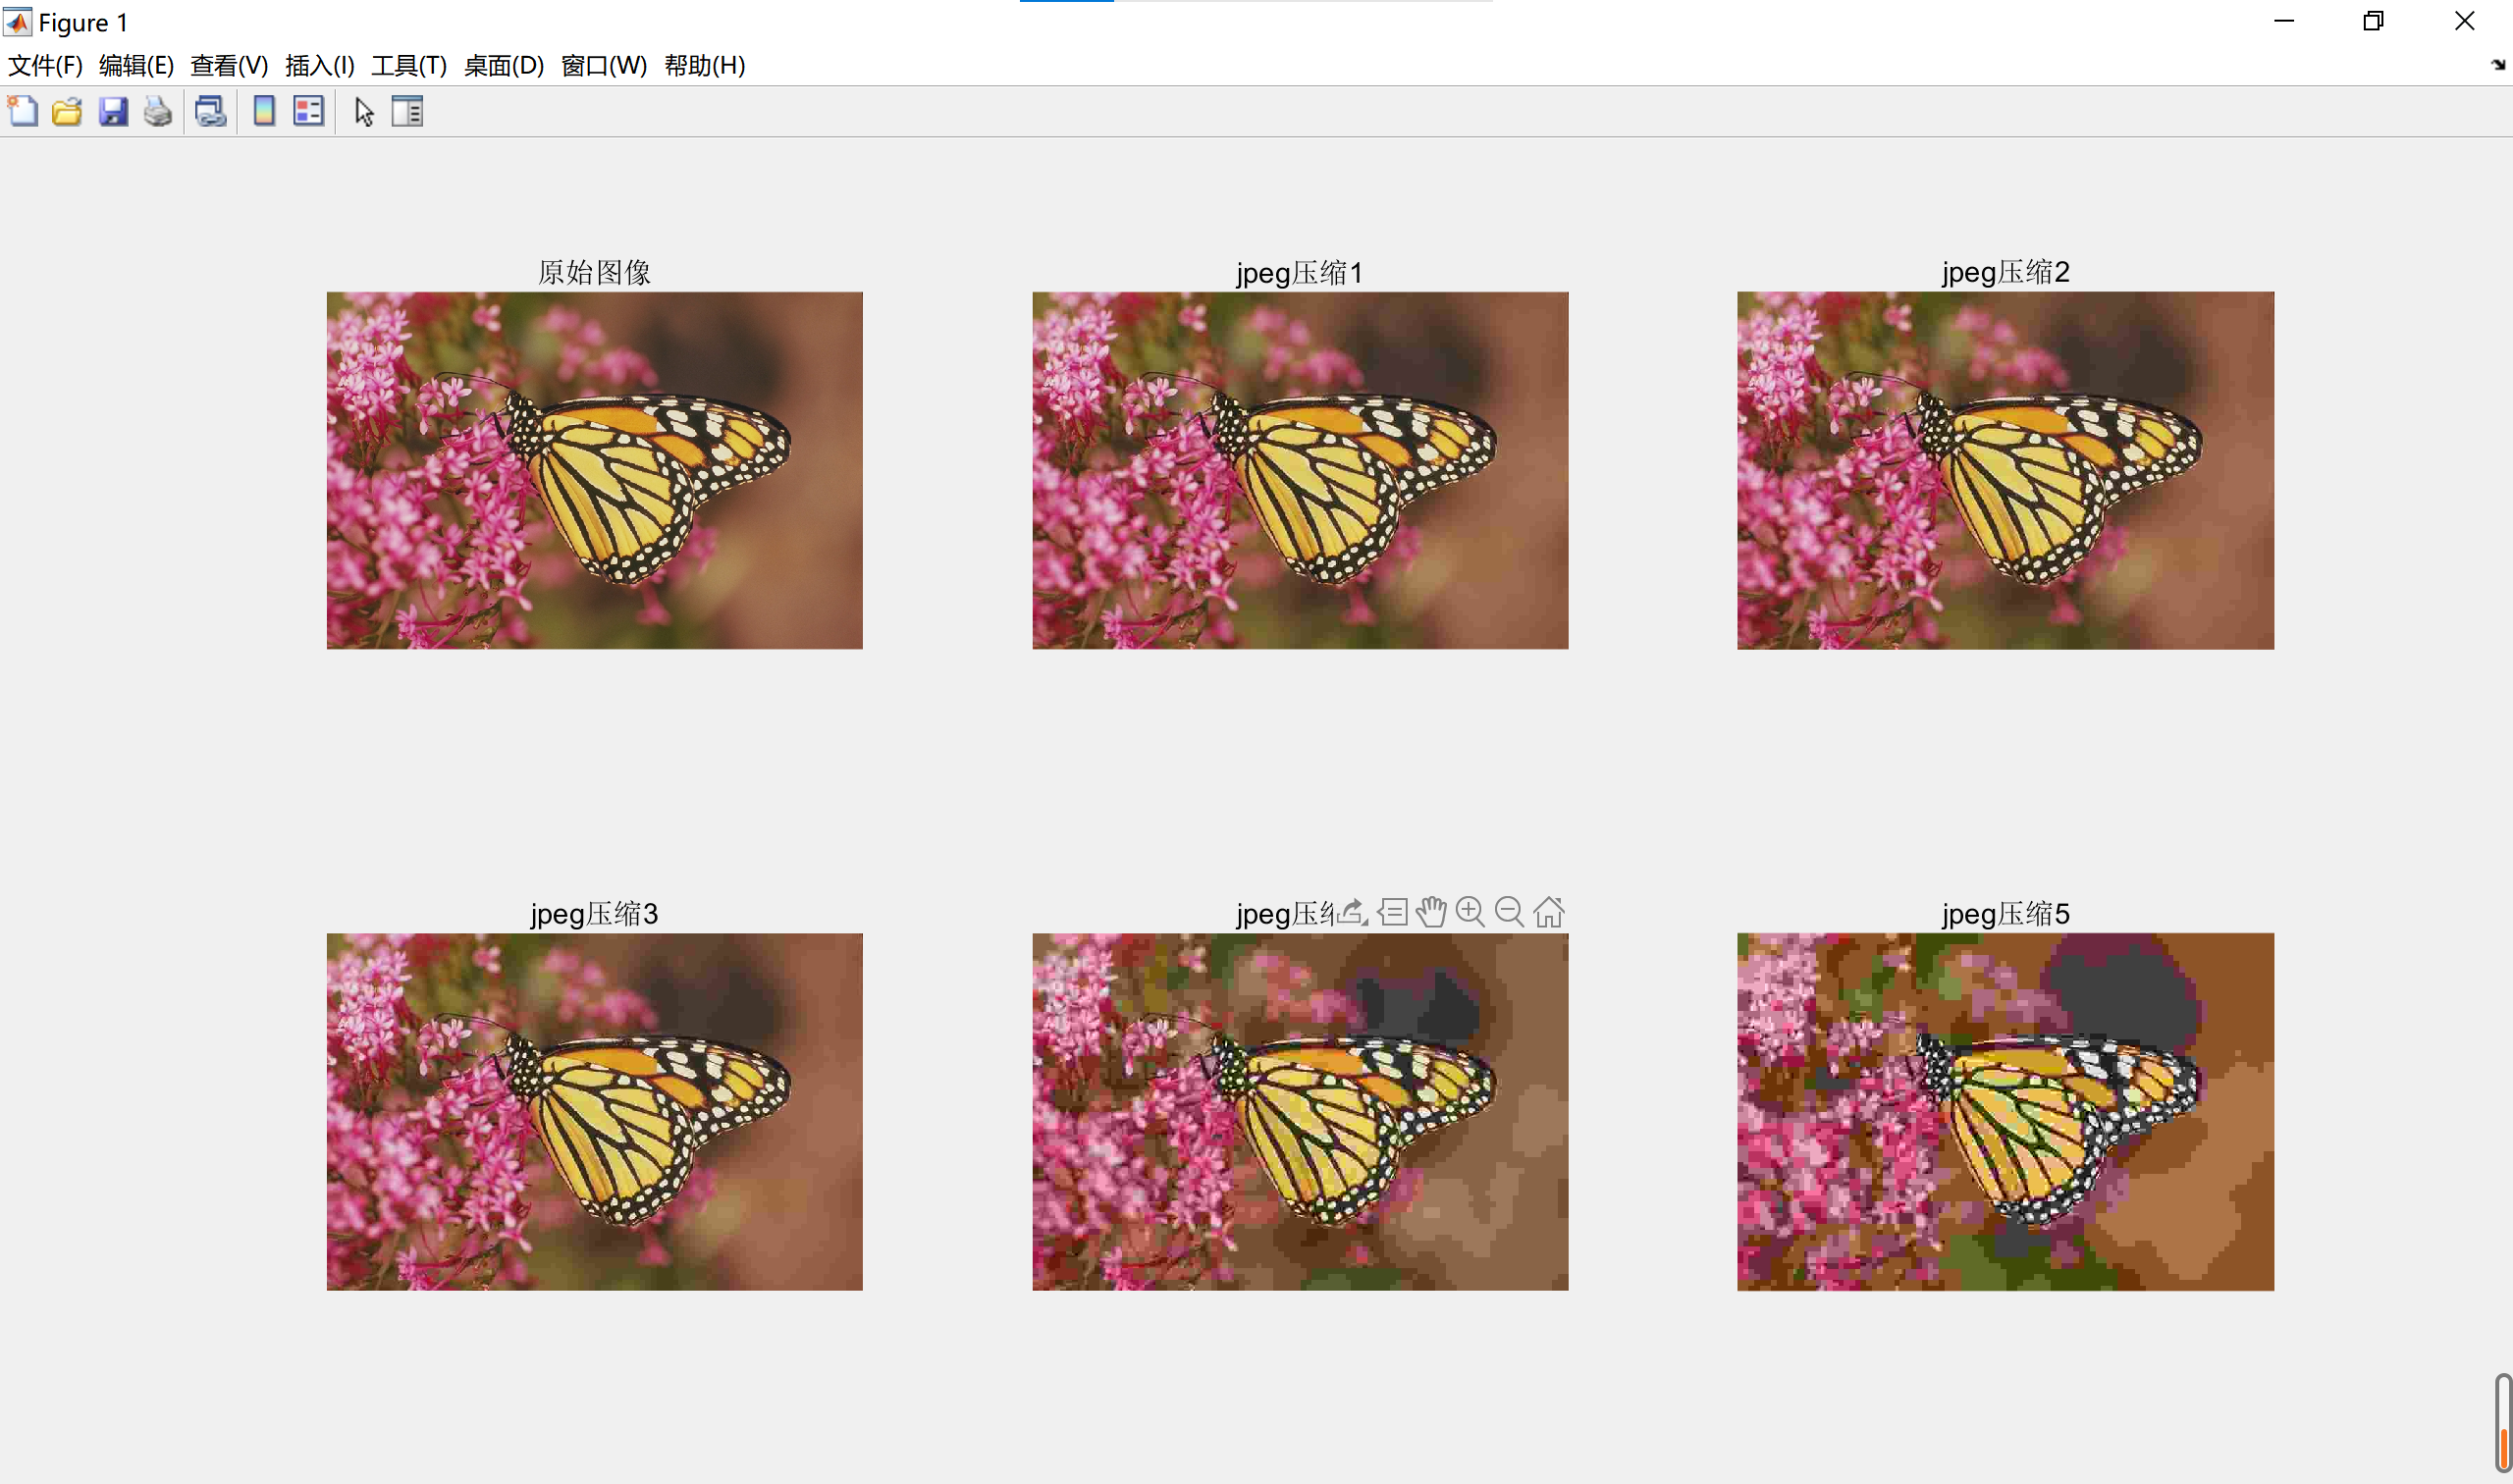 Figure 1
文件(F) 编辑(E) 查看(V) 插入(I) 工具(T) 桌面(D) 窗口(W) 帮助(H)
原始图像
jpeg压缩1
jpeg压缩2
jpeg压缩3
jpeg压
jpeg压缩5